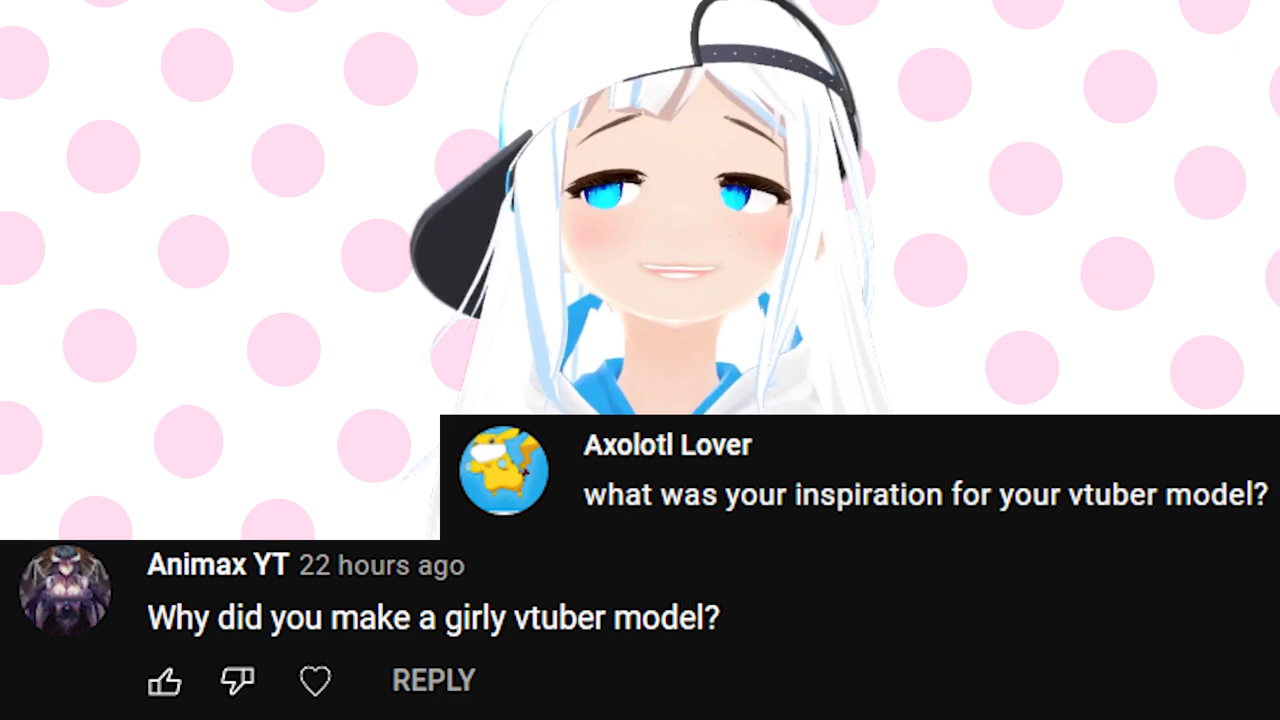 Axolotl Lover
what was your inspiration for your vtuber model?
Animax YT 22 hours ago
Why did you make a girly vtuber model?
REPLY